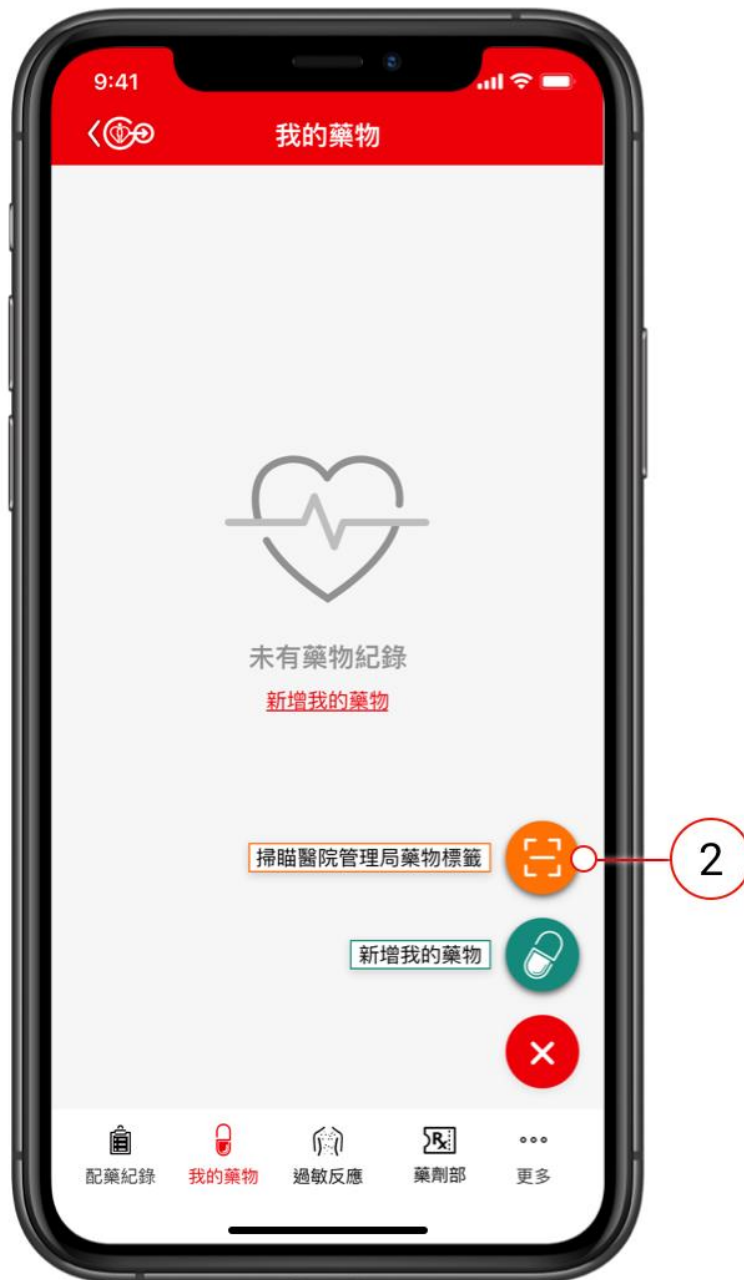 9:41
我的藥物
未有藥物紀錄
新增我的藥物
掃瞄醫院管理局藥物標籤
2
新增我的藥物
配藥紀錄 我的藥物 過敏反應 藥劑部 更多